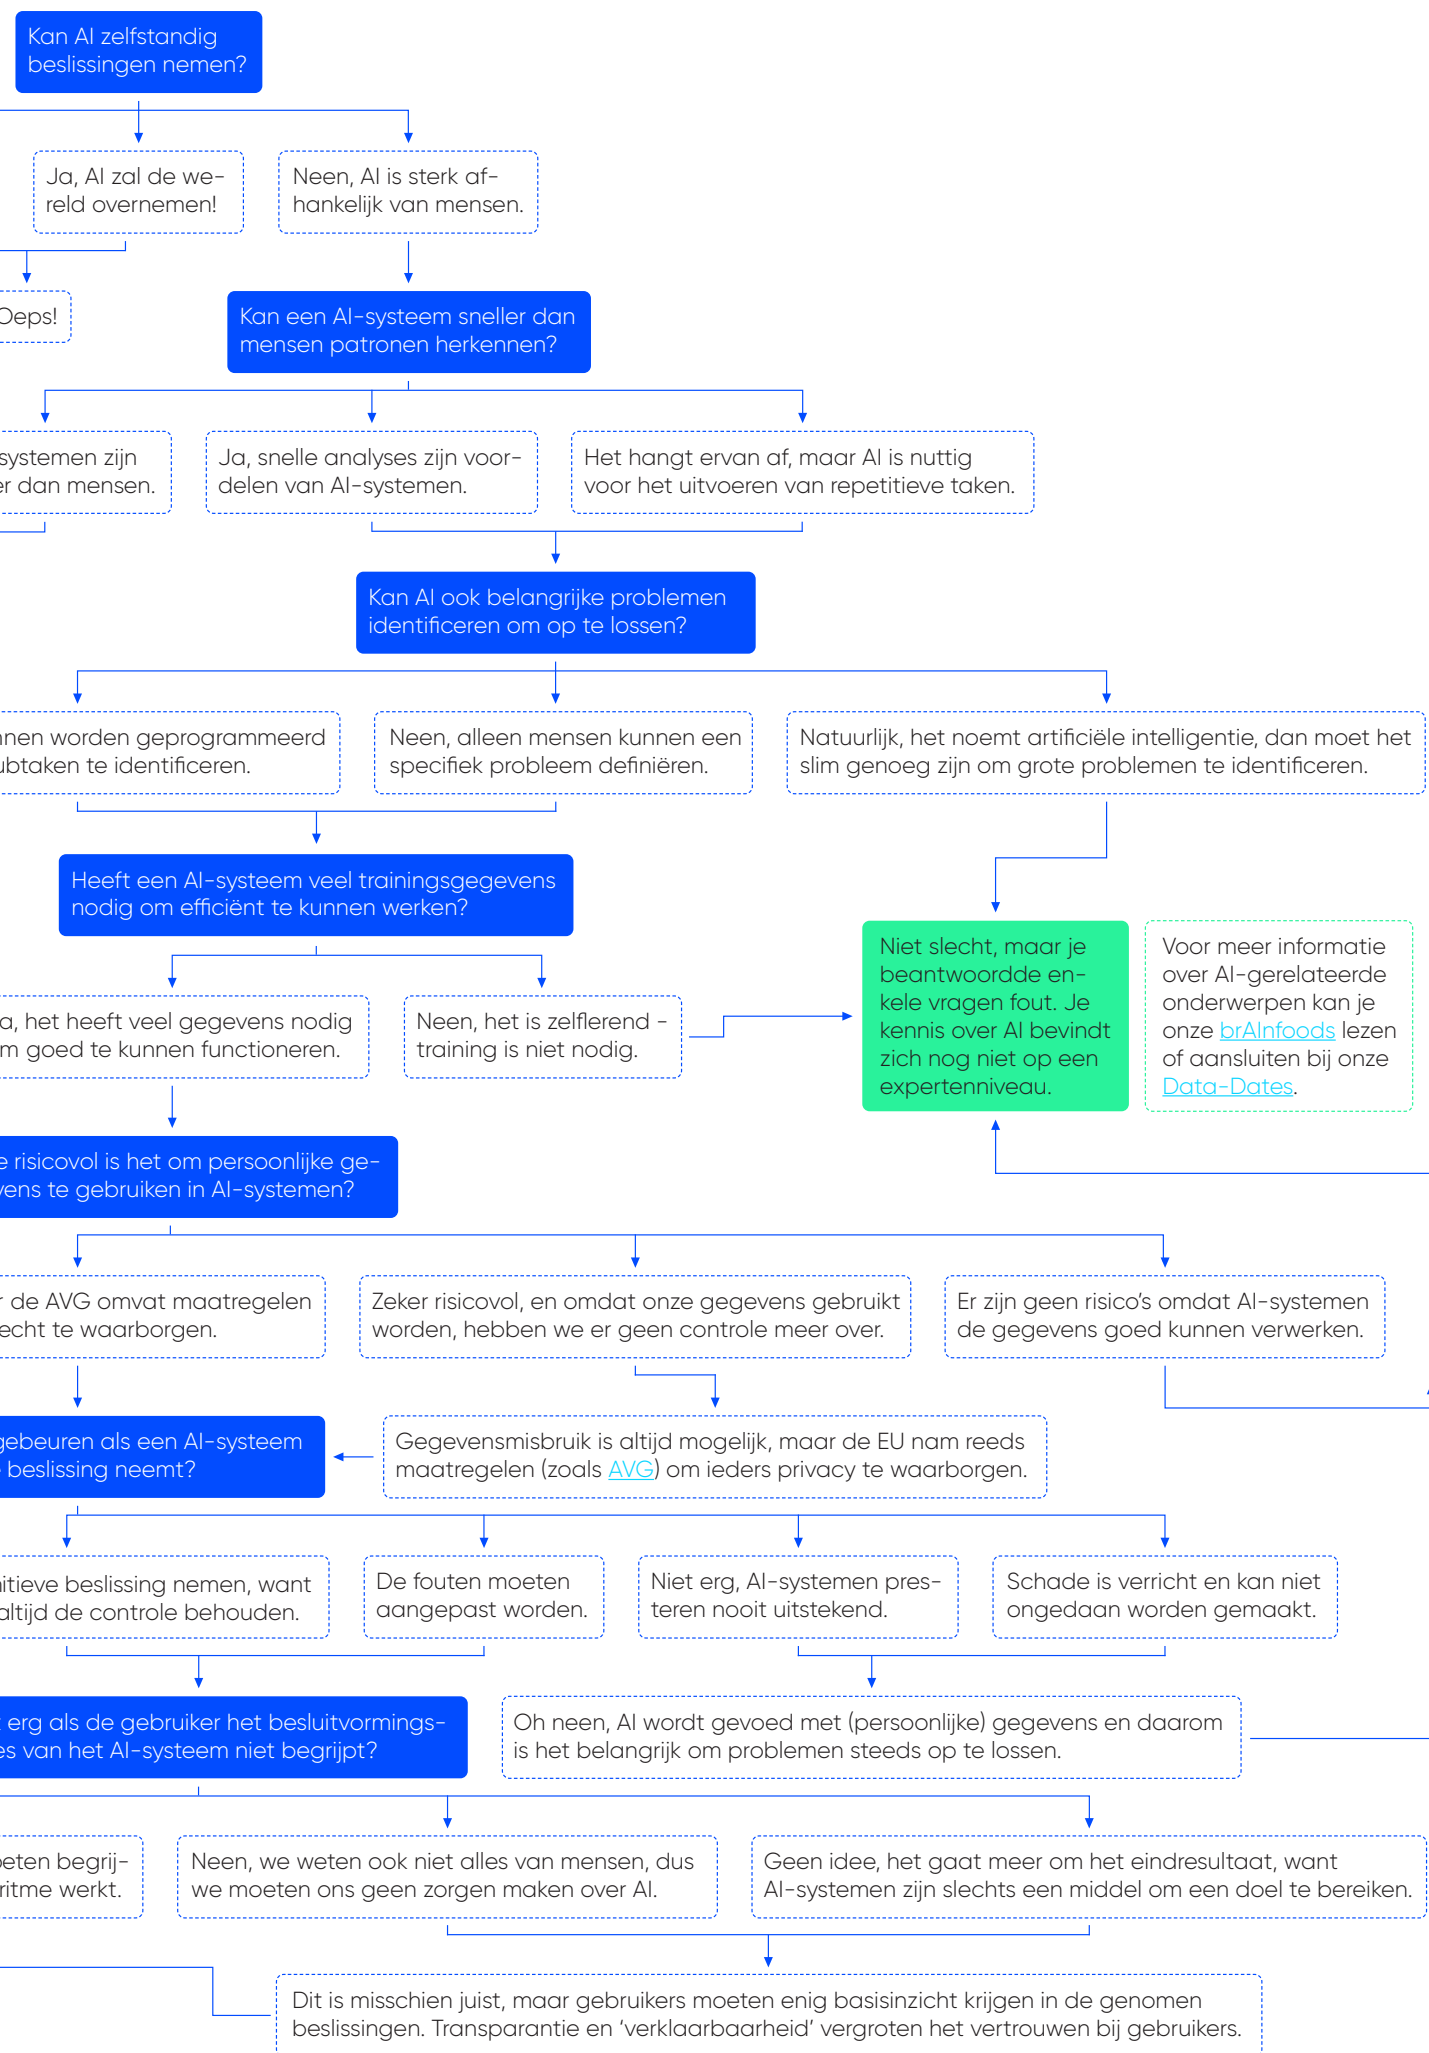 Kan AI zelfstandig
beslissingen nemen?
Ja, AI zal de we-
reld overnemen!
Neen, AI is sterk af-
hankelijk van mensen.
Oeps!
Kan een AI-systeem sneller dan
mensen patronen herkennen?
systemen zijn
dan mensen.
Ja, snelle analyses zijn voor-
delen van AI-systemen.
Het hangt ervan af, maar AI is nuttig
voor het uitvoeren van repetitieve taken.
Kan AI ook belangrijke problemen
identificeren om op te lossen?
worden geprogrammeerd
te identificeren.
Neen, alleen mensen kunnen een
specifiek probleem definiëren.
Natuurlijk, het noemt artificiële intelligentie, dan moet het
slim genoeg zijn om grote problemen te identificeren.
Heeft een AI-systeem veel trainingsgegevens
nodig om efficiënt te kunnen werken?
het heeft veel gegevens nodig
goed te kunnen functioneren.
Neen, het is zelflerend -
training is niet nodig.
Niet slecht, maar je
beantwoordde en-
kele vragen fout. Je
kennis over AI bevindt
zich nog niet op een
expertenniveau.
Voor meer informatie
over AI-gerelateerde
onderwerpen kan je
onze brAInfoods lezen
of aansluiten bij onze
Data-Dates.
risicovol is het om persoonlijke ge-
te gebruiken in AI-systemen?
de AVG omvat maatregelen
te waarborgen.
Zeker risicovol, en omdat onze gegevens gebruikt
worden, hebben we er geen controle meer over.
Er zijn geen risico's omdat AI-systemen
de gegevens goed kunnen verwerken.
gebeuren als een AI-systeem
beslissing neemt?
Gegevensmisbruik is altijd mogelijk, maar de EU nam reeds
maatregelen (zoals AVG) om ieders privacy te waarborgen.
beslissing nemen, want
altijd de controle behouden.
De fouten moeten
aangepast worden.
Niet erg, AI-systemen pres-
teren nooit uitstekend.
Schade is verricht en kan niet
ongedaan worden gemaakt.
erg als de gebruiker het besluitvormings-
van het AI-systeem niet begrijpt?
Oh neen, AI wordt gevoed met (persoonlijke) gegevens en daarom
is het belangrijk om problemen steeds op te lossen.
begrij-
werkt.
Neen, we weten ook niet alles van mensen, dus
we moeten ons geen zorgen maken over AI.
Geen idee, het gaat meer om het eindresultaat, want
AI-systemen zijn slechts een middel om een doel te bereiken.
Dit is misschien juist, maar gebruikers moeten enig basisinzicht krijgen in de genomen
beslissingen. Transparantie en ‘verklaarbaarheid’ vergroten het vertrouwen bij gebruikers.